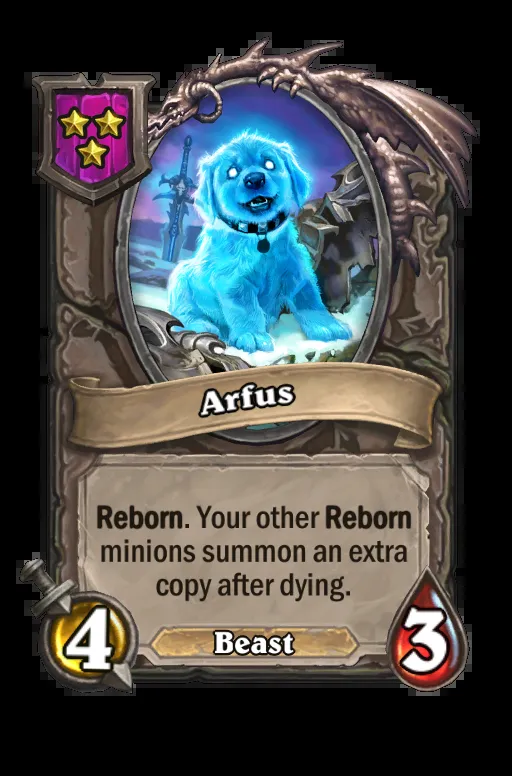 Arfus
Reborn. Your other Reborn
minions summon an extra
copy after dying.
4
Beast
3